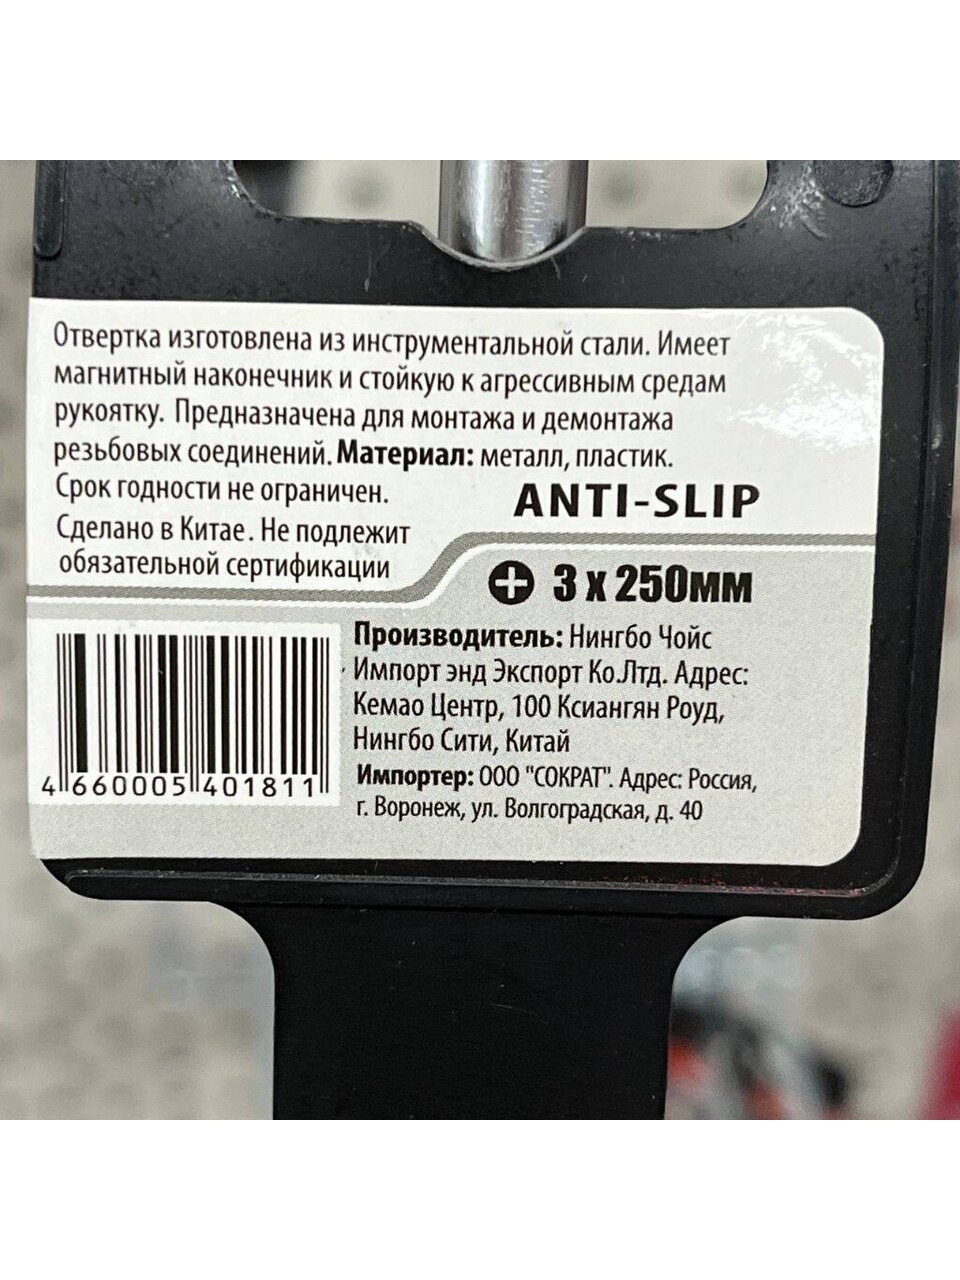 Отвертка изготовлена из инструментальной стали. Имеет
магнитный наконечник и стойкую к агрессивным средам
рукоятку. Предназначена для монтажа и демонтажа
резьбовых соединений. Материал: металл, пластик.
Срок годности не ограничен.
ANTI-SLIP
Сделано в Китае. Не подлежит
обязательной сертификации
3 x 250мм
Производитель: Нингбо Чойс
Импорт энд Экспорт Ко.Лтд. Адрес:
Кемао Центр, 100 Ксиангян Роуд,
Нингбо Сити, Китай
Импортер: ООО "СОКРАТ". Адрес: Россия,
г. Воронеж, ул. Волгоградская, д. 40
4 660005 401811